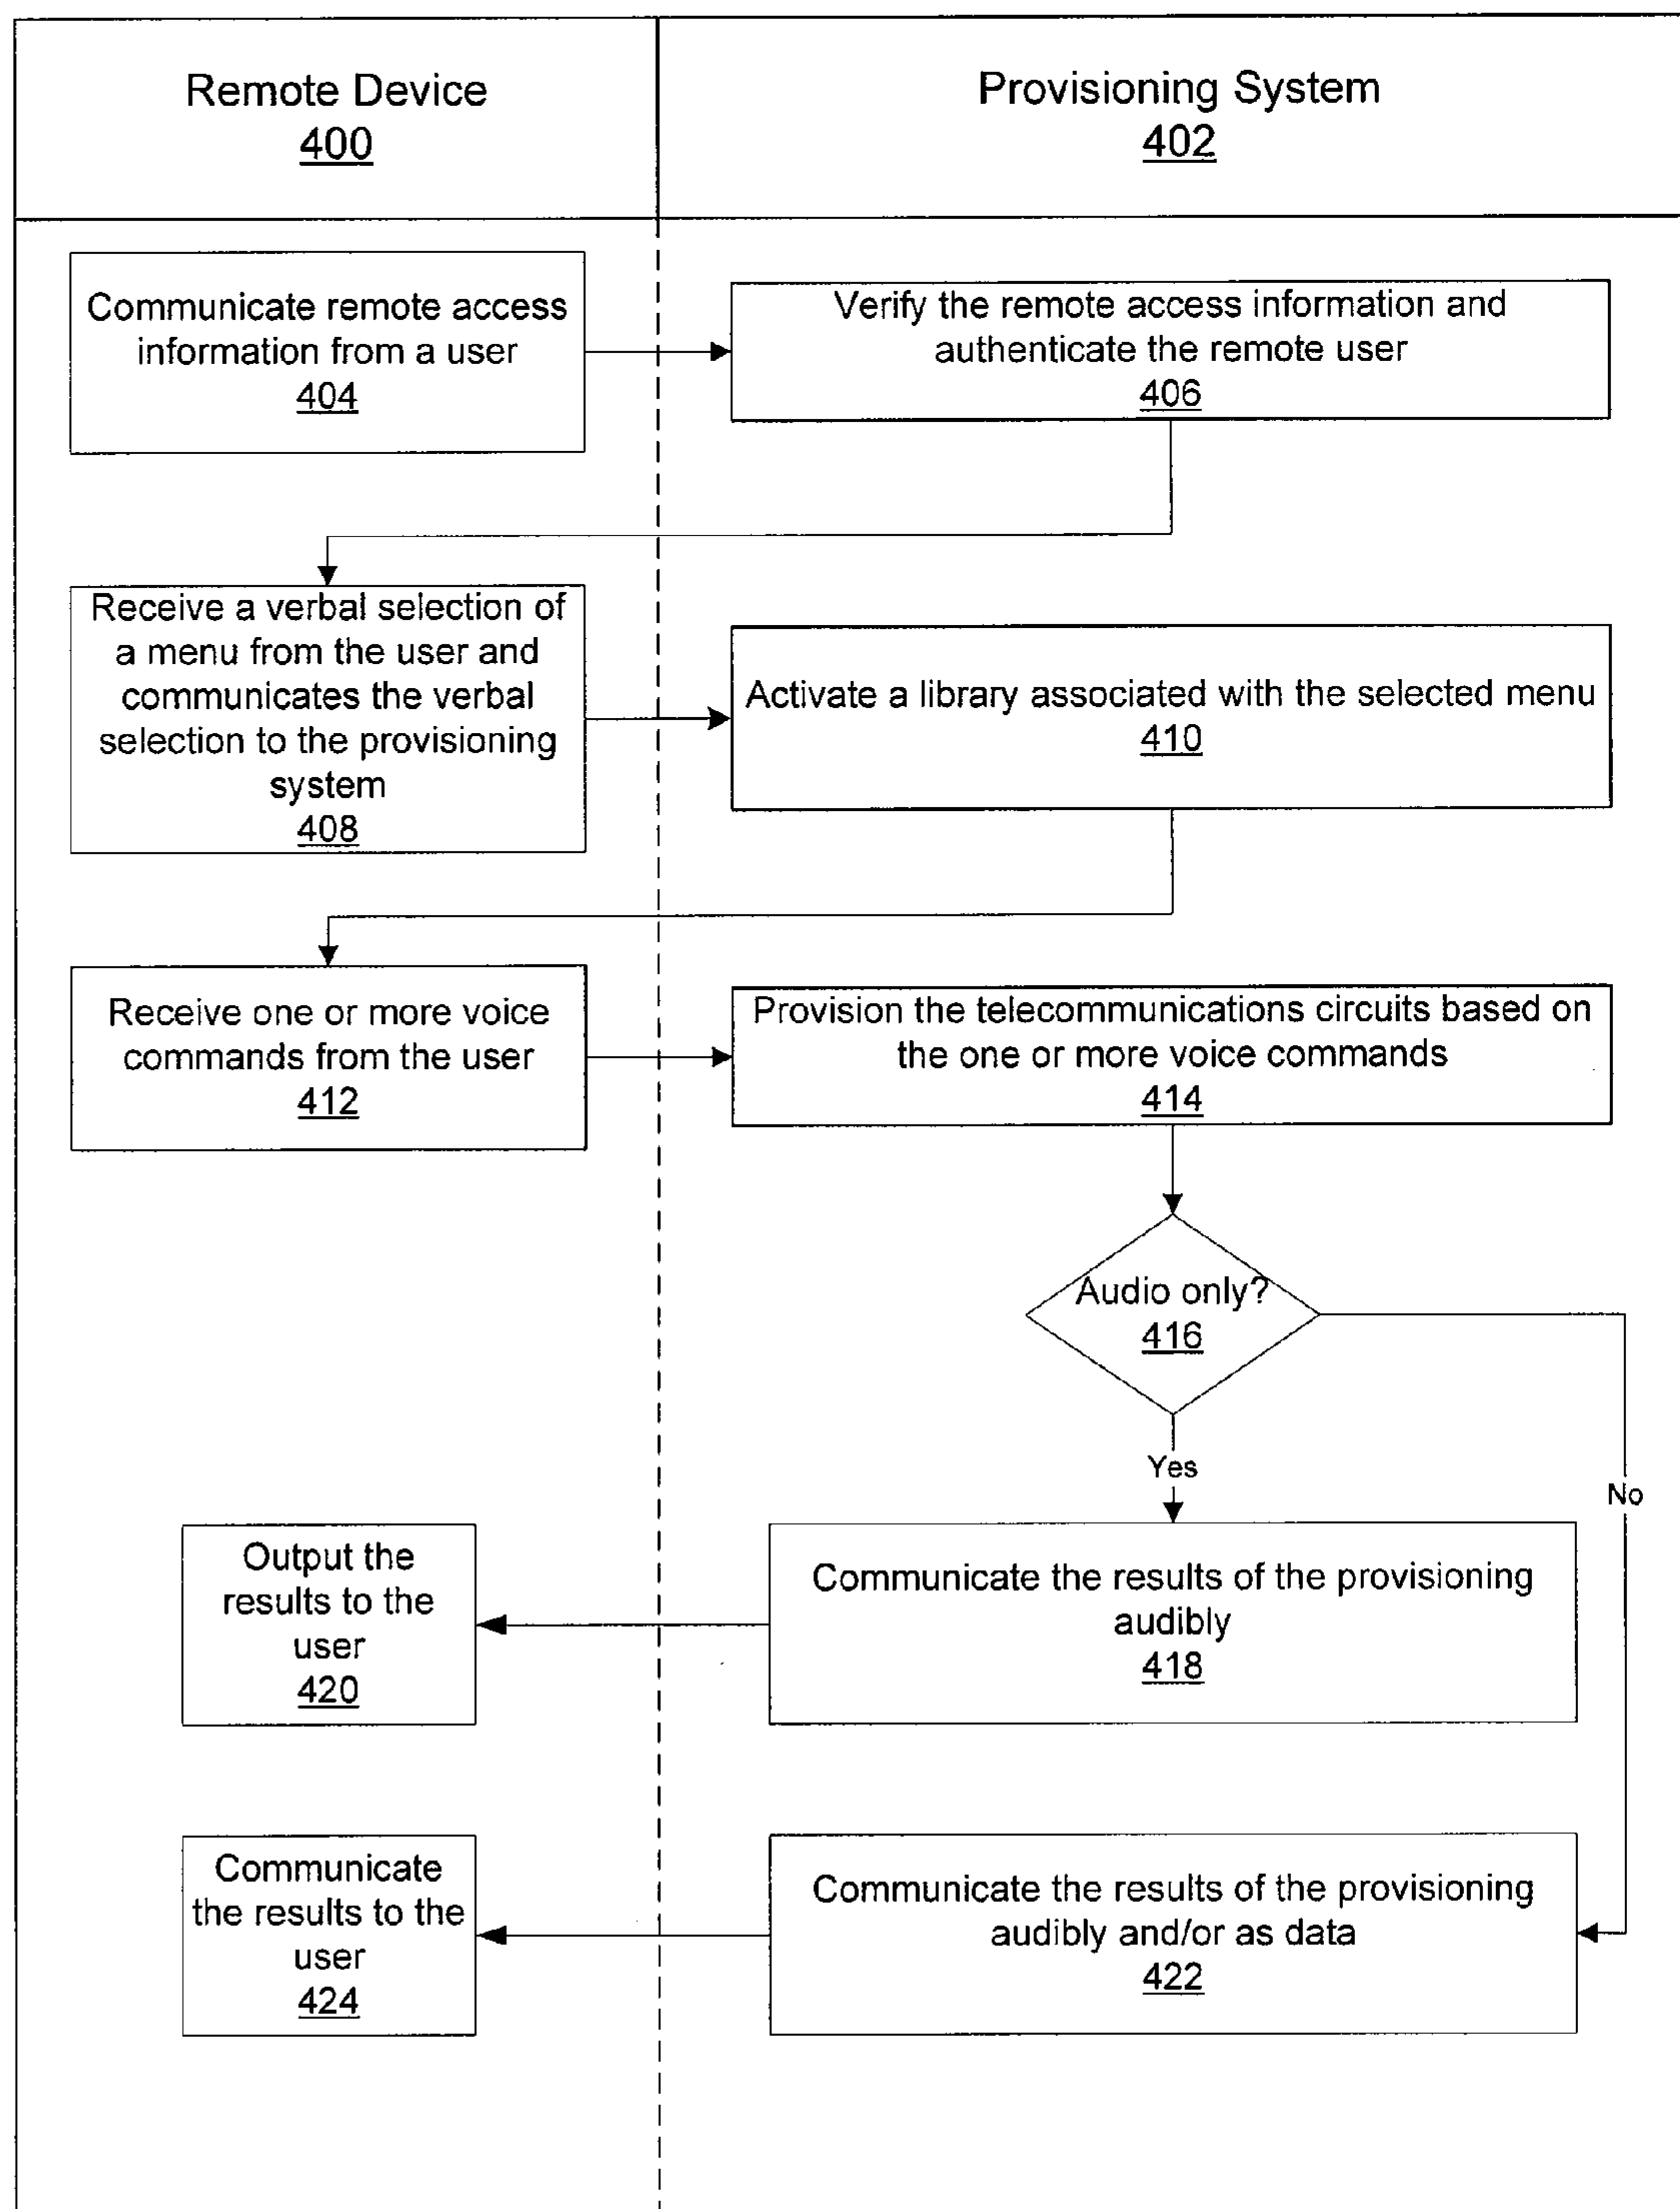 Remote Device
400
Provisioning System
402
Communicate remote access
information from a user
404
Verify the remote access information and
authenticate the remote user
406
Receive a verbal selection of
a menu from the user and
communicates the verbal
selection to the provisioning
system
408
Activate a library associated with the selected menu
410
Receive one or more voice
commands from the user
412
Provision the telecommunications circuits based on
the one or more voice commands
414
Audio only?
416
Yes
No
Output the
results to the
user
420
Communicate the results of the provisioning
audibly
418
Communicate
the results to the
user
424
Communicate the results of the provisioning
audibly and/or as data
422